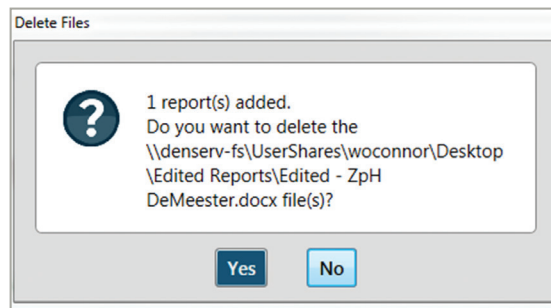 Delete Files
?
1 report(s) added.
Do you want to delete the
\\denserv-fs\UserShares\woconnor\Desktop
\Edited Reports\Edited - ZpH
DeMeester.docx file(s)?
Yes No